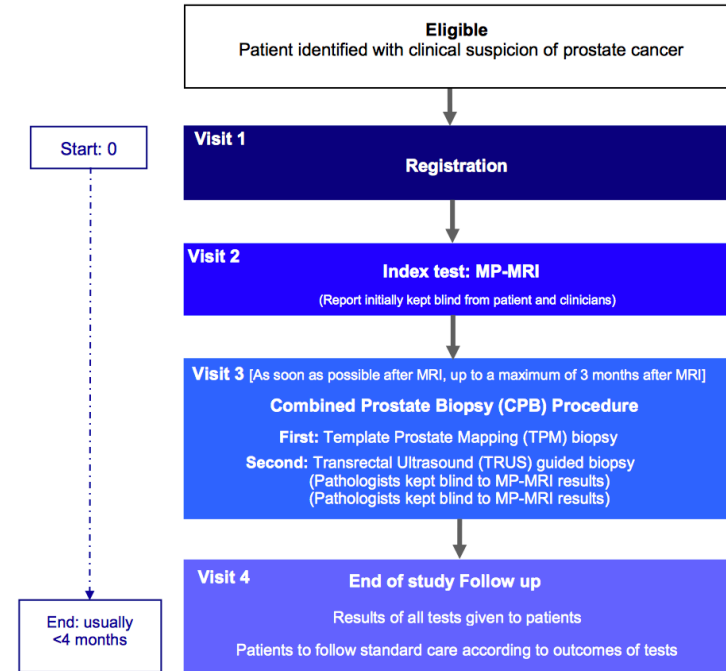 Eligible
Patient identified with clinical suspicion of prostate cancer
Start: 0
Visit 1
Registration
Visit 2
Index test: MP-MRI
(Report initially kept blind from patient and clinicians)
Visit 3 [As soon as possible after MRI, up to a maximum of 3 months after MRI]
Combined Prostate Biopsy (CPB) Procedure
First: Template Prostate Mapping (TPM) biopsy
Second: Transrectal Ultrasound (TRUS) guided biopsy
(Pathologists kept blind to MP-MRI results)
(Pathologists kept blind to MP-MRI results)
Visit 4
End of study Follow up
Results of all tests given to patients
Patients to follow standard care according to outcomes of tests
End: usually
<4 months